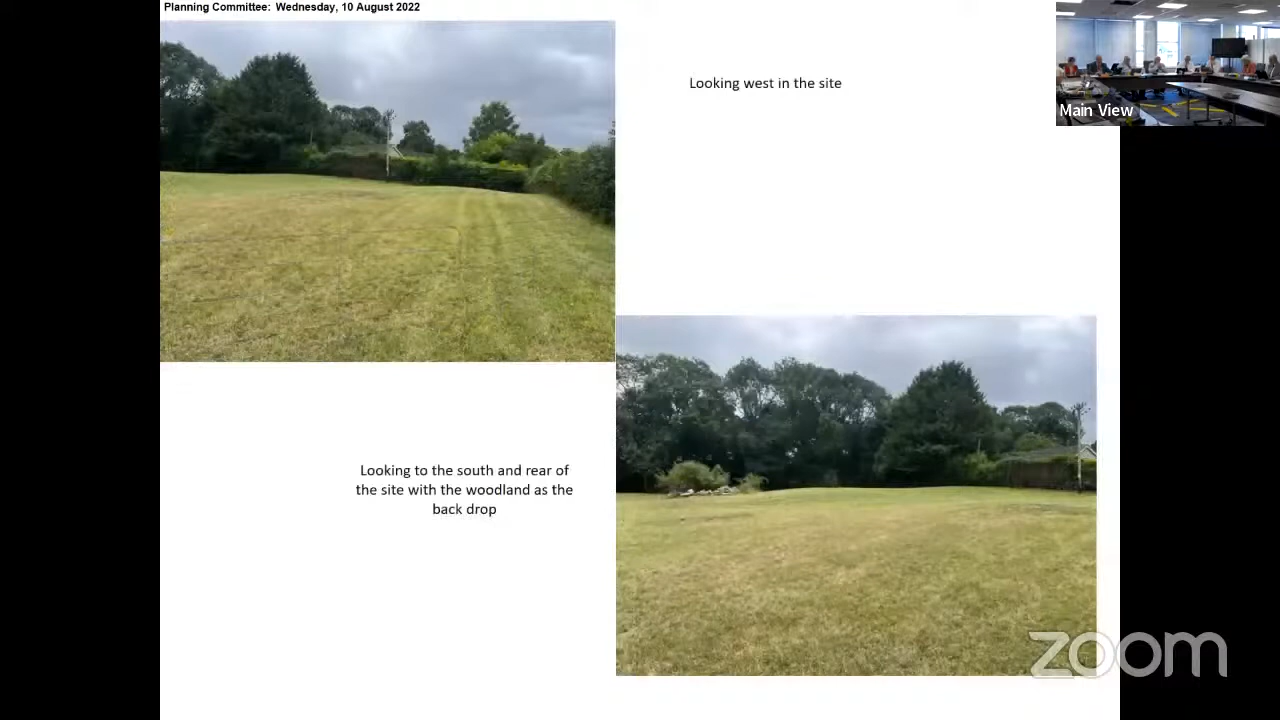 Planning Committee: Wednesday, 10 August 2022
Looking west in the site
Main View
Looking to the south and rear of
the site with the woodland as the
back drop
zoom